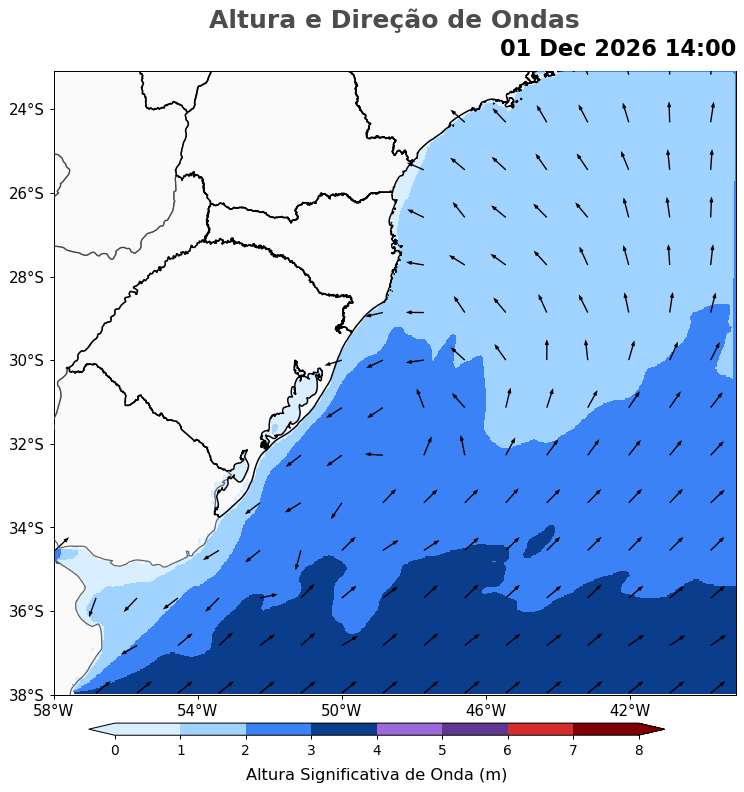 Altura e Direção de Ondas
01 Dec 2026 14:00
24°S
26°S
28°S
30°S
32°S
34°S
36°S
38°S
58°W 54°W 50°W 46°W 42°W
0 1 2 3 4 5 6 7 8
Altura Significativa de Onda (m)